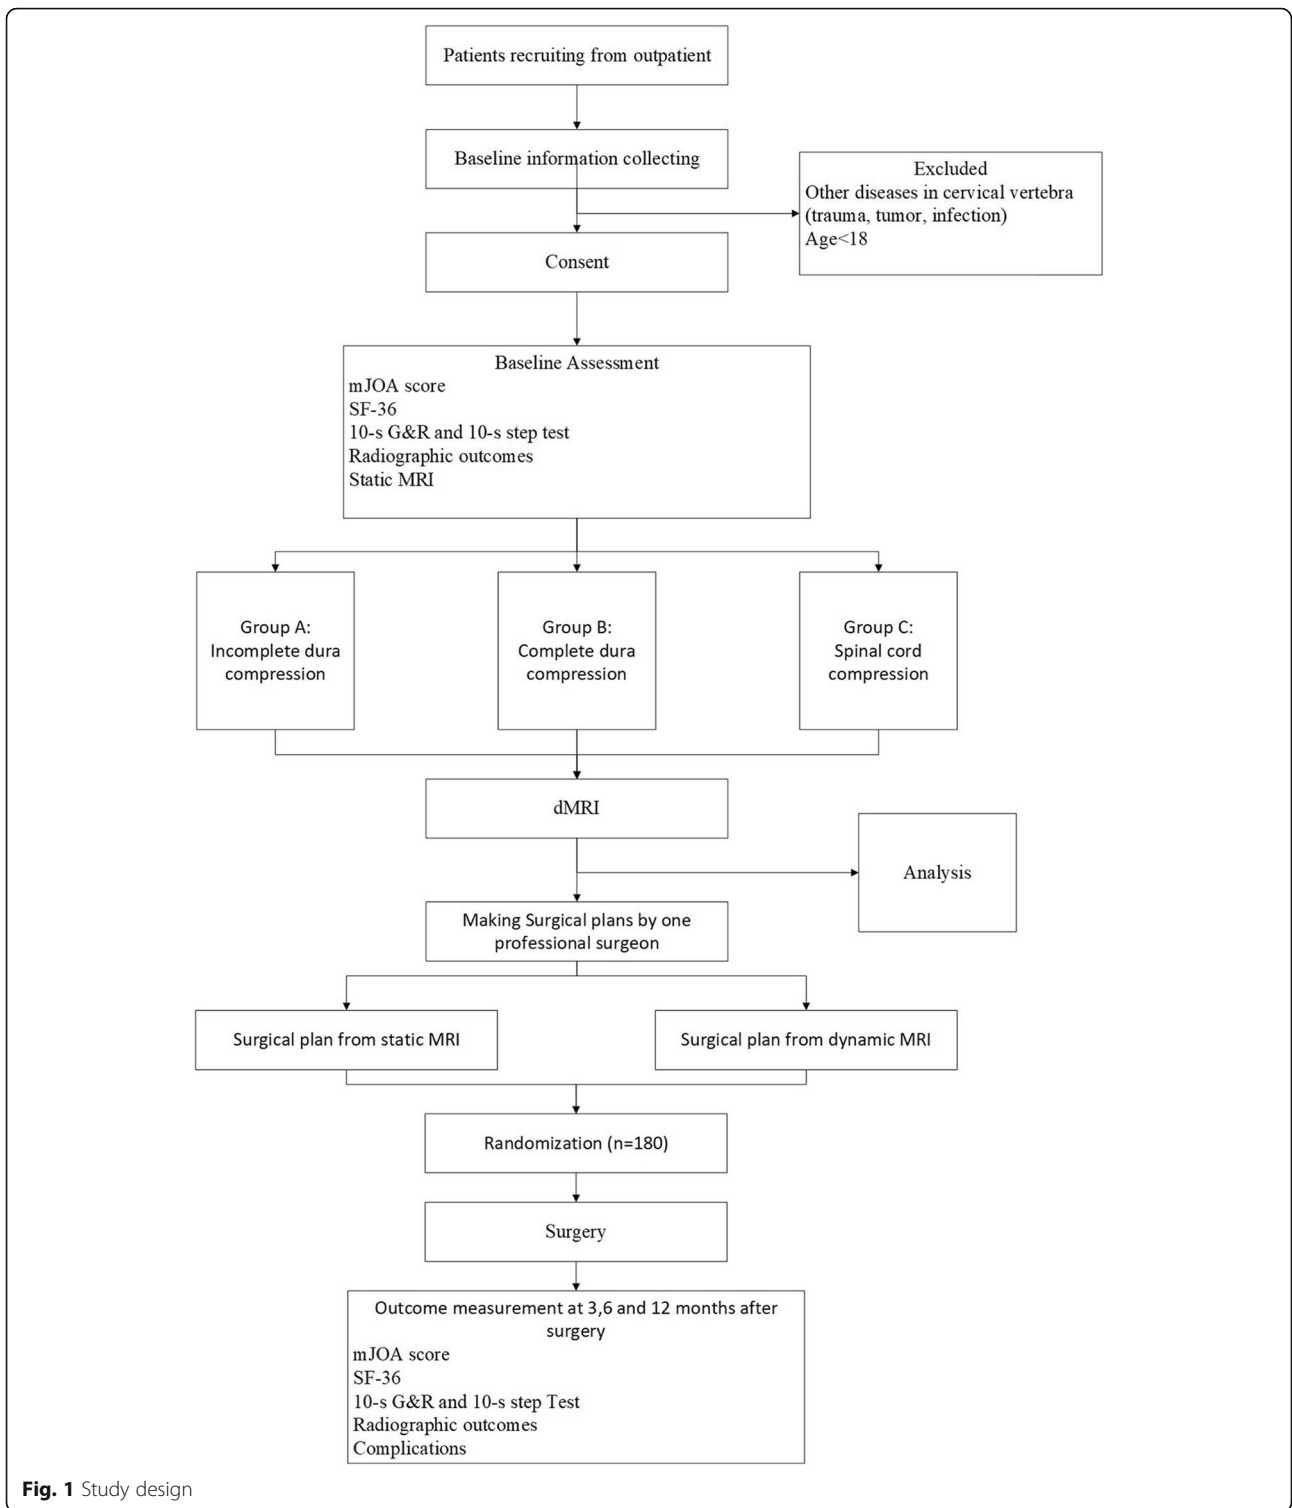 Patients recruiting from outpatient
Baseline information collecting
Excluded
Other diseases in cervical vertebra
(trauma, tumor, infection)
Age<18
Consent
Baseline Assessment
mJOA score
SF-36
10-s G&R and 10-s step test
Radiographic outcomes
Static MRI
Group A:
Incomplete dura
compression
Group B:
Complete dura
compression
Group C:
Spinal cord
compression
dMRI
Analysis
Making Surgical plans by one
professional surgeon
Surgical plan from static MRI
Surgical plan from dynamic MRI
Randomization (n=180)
Surgery
Outcome measurement at 3,6 and 12 months after
surgery
mJOA score
SF-36
10-s G&R and 10-s step Test
Radiographic outcomes
Complications
Fig. 1 Study design